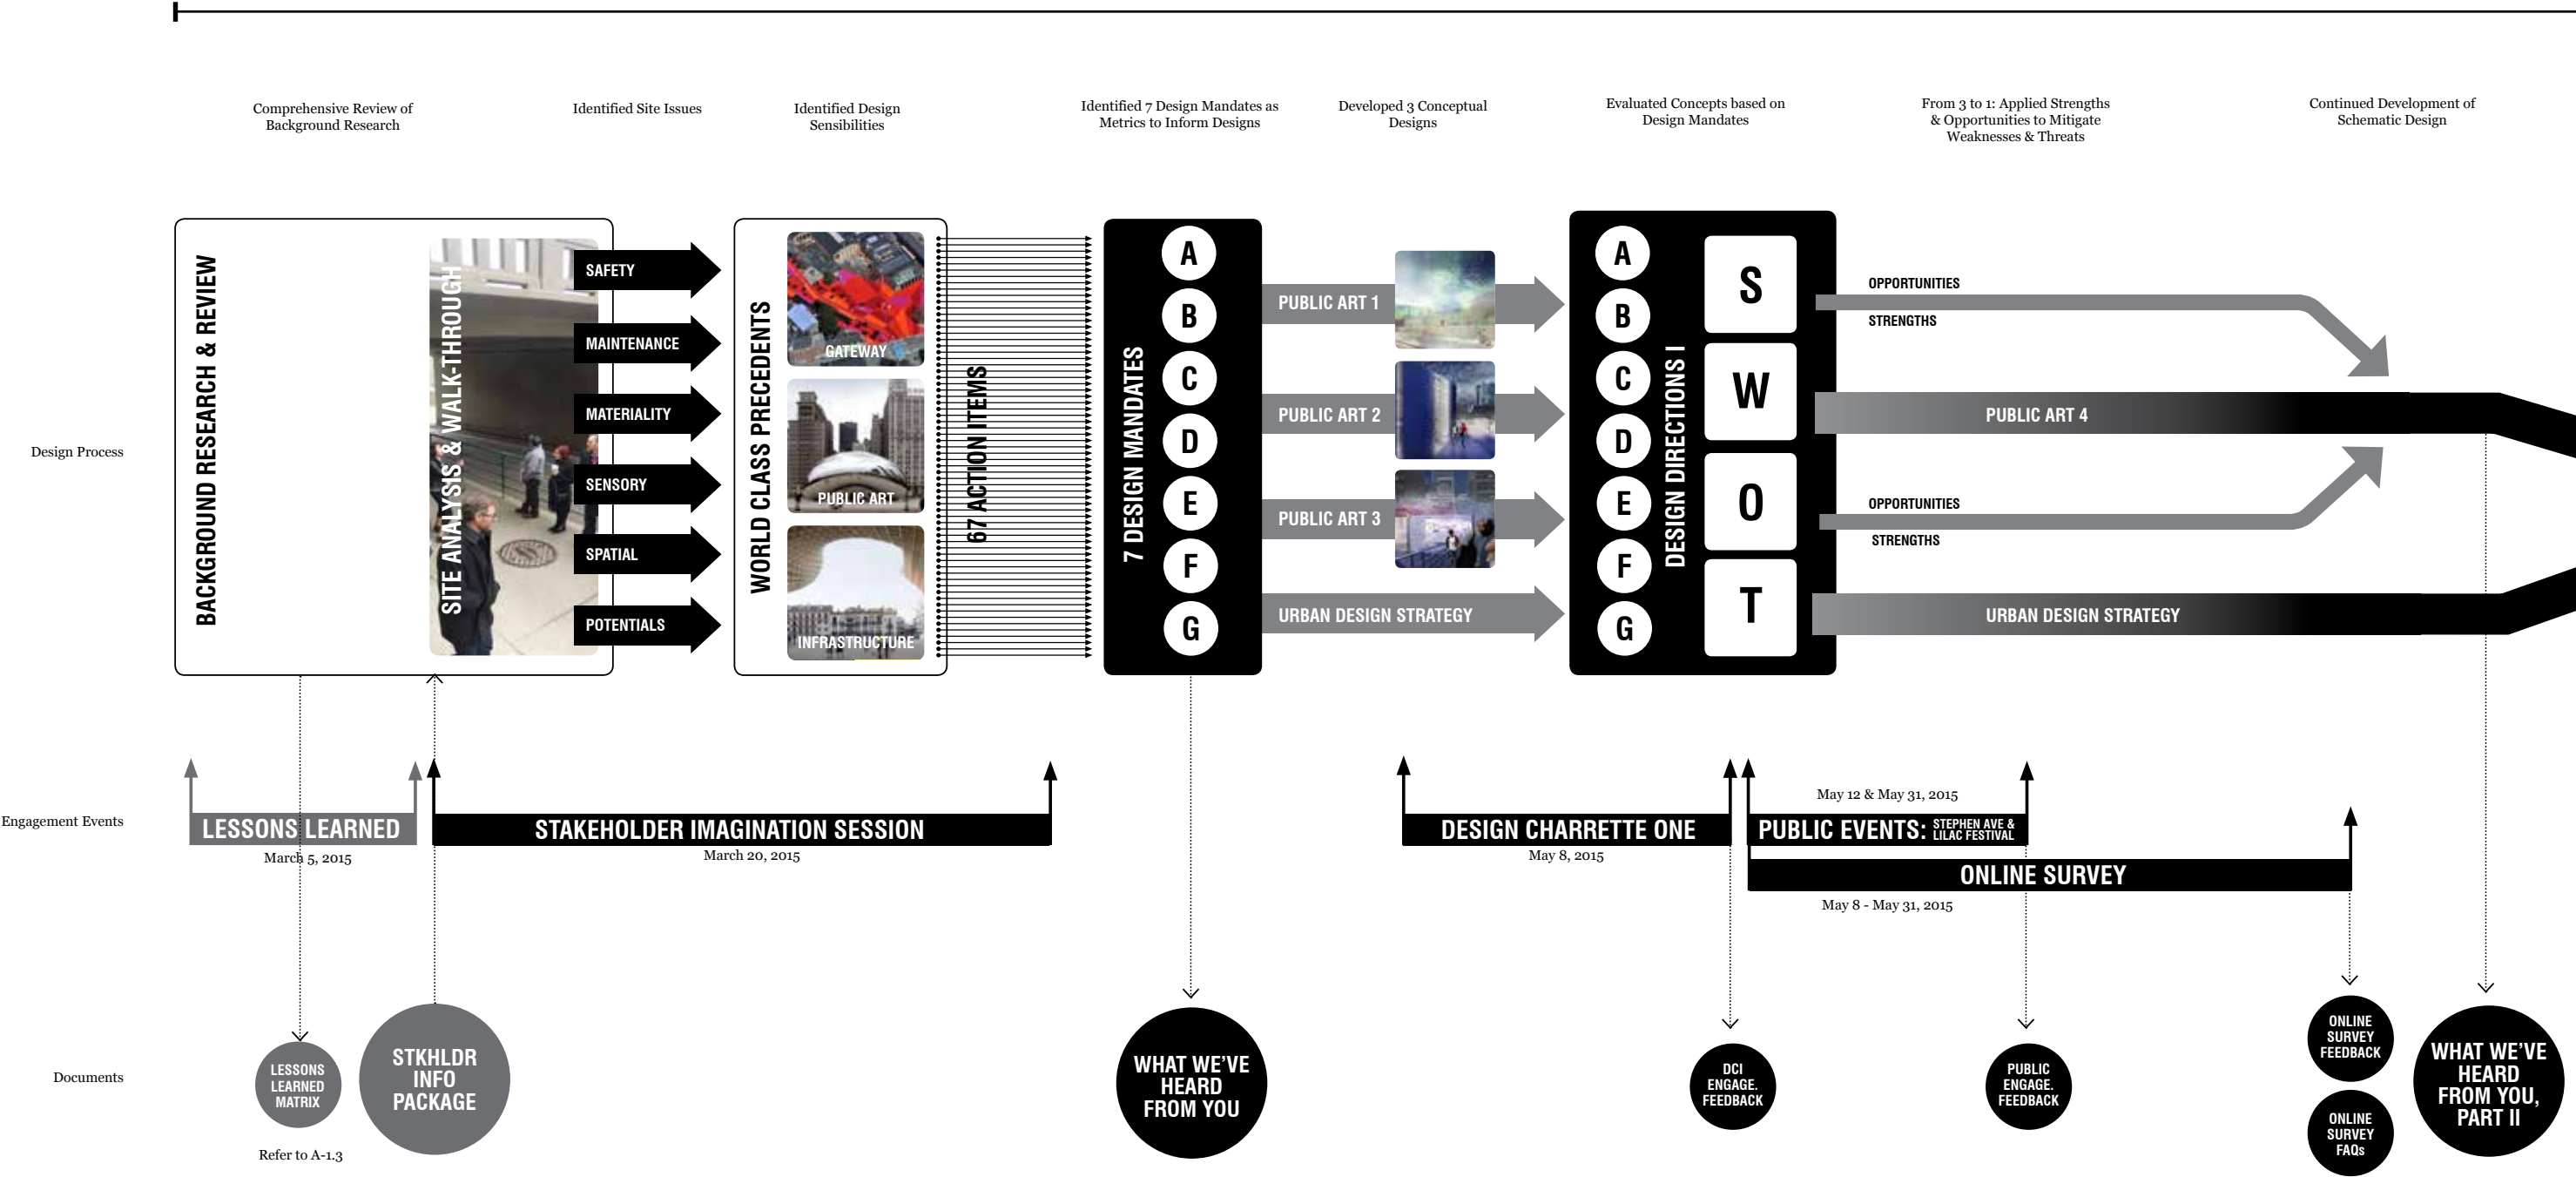 Comprehensive Review of
Background Research
Identified Site Issues
Identified Design
Sensibilities
Identified 7 Design Mandates as
Metrics to Inform Designs
Developed 3 Conceptual
Designs
Evaluated Concepts based on
Design Mandates
From 3 to 1: Applied Strengths
& Opportunities to Mitigate
Weaknesses & Threats
Continued Development of
Schematic Design
Design Process
BACKGROUND RESEARCH & REVIEW
SITE ANALYSIS & WALK-THROUGH
SAFETY
MAINTENANCE
MATERIALITY
SENSORY
SPATIAL
POTENTIALS
WORLD CLASS PRECEDENTS
GATEWAY
PUBLIC ART
INFRASTRUCTURE
67 ACTION ITEMS
7 DESIGN MANDATES
A
B
C
D
E
F
G
PUBLIC ART 1
PUBLIC ART 2
PUBLIC ART 3
URBAN DESIGN STRATEGY
A
B
C
D
E
F
G
DESIGN DIRECTIONS I
S
W
O
T
OPPORTUNITIES
STRENGTHS
PUBLIC ART 4
OPPORTUNITIES
STRENGTHS
URBAN DESIGN STRATEGY
Engagement Events
LESSONS LEARNED
March 5, 2015
STAKEHOLDER IMAGINATION SESSION
March 20, 2015
DESIGN CHARRETTE ONE
May 8, 2015
May 12 & May 31, 2015
PUBLIC EVENTS: STEPHEN AVE &
LILAC FESTIVAL
ONLINE SURVEY
May 8 - May 31, 2015
Documents
LESSONS
LEARNED
MATRIX
Refer to A-1.3
STKHLDR
INFO
PACKAGE
WHAT WE'VE
HEARD
FROM YOU
DCI
ENGAGE.
FEEDBACK
PUBLIC
ENGAGE.
FEEDBACK
ONLINE
SURVEY
FEEDBACK
ONLINE
SURVEY
FAQs
WHAT WE'VE
HEARD
FROM YOU,
PART II